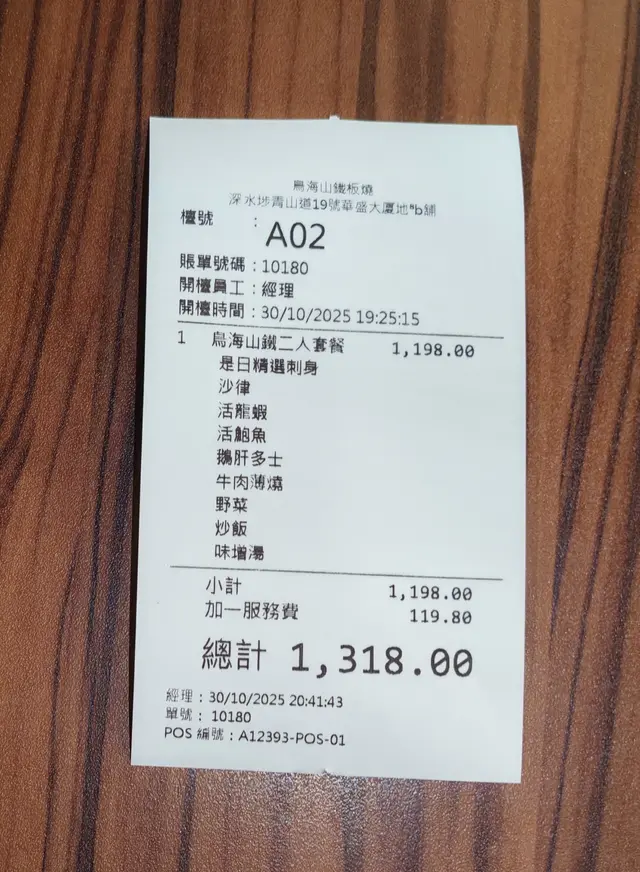 鳥海山鐵板燒
深水埗青山道19號華盛大廈地b舖
檯號 : A02
賬單號碼 : 10180
開檯員工 : 經理
開檯時間 : 30/10/2025 19:25:15
1 鳥海山鐵二人套餐 1,198.00
是日精選刺身
沙律
活龍蝦
活鮑魚
鵝肝多士
牛肉薄燒
野菜
炒飯
味增湯
小計 1,198.00
加一服務費 119.80
總計 1,318.00
經理 : 30/10/2025 20:41:43
單號 : 10180
POS 編號 : A12393-POS-01